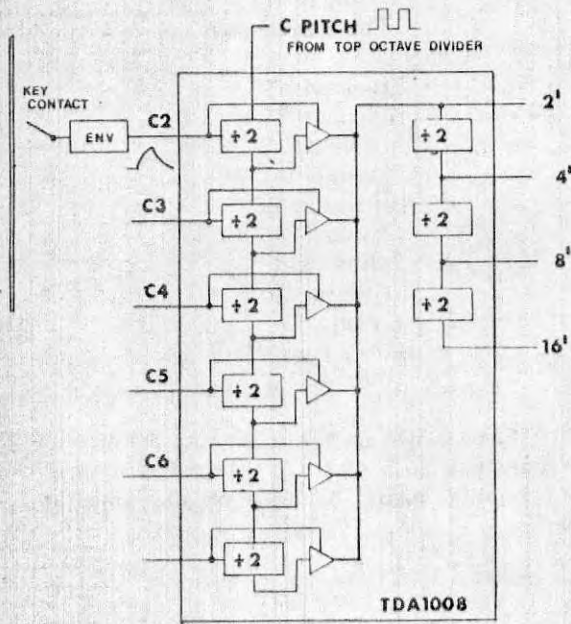 C PITCH
FROM TOP OCTAVE DIVIDER
KEY
CONTACT
ENV
C2
÷2
÷2
2'
4'
C3
÷2
÷2
8'
C4
÷2
÷2
16'
C5
÷2
C6
÷2
÷2
TDA1008